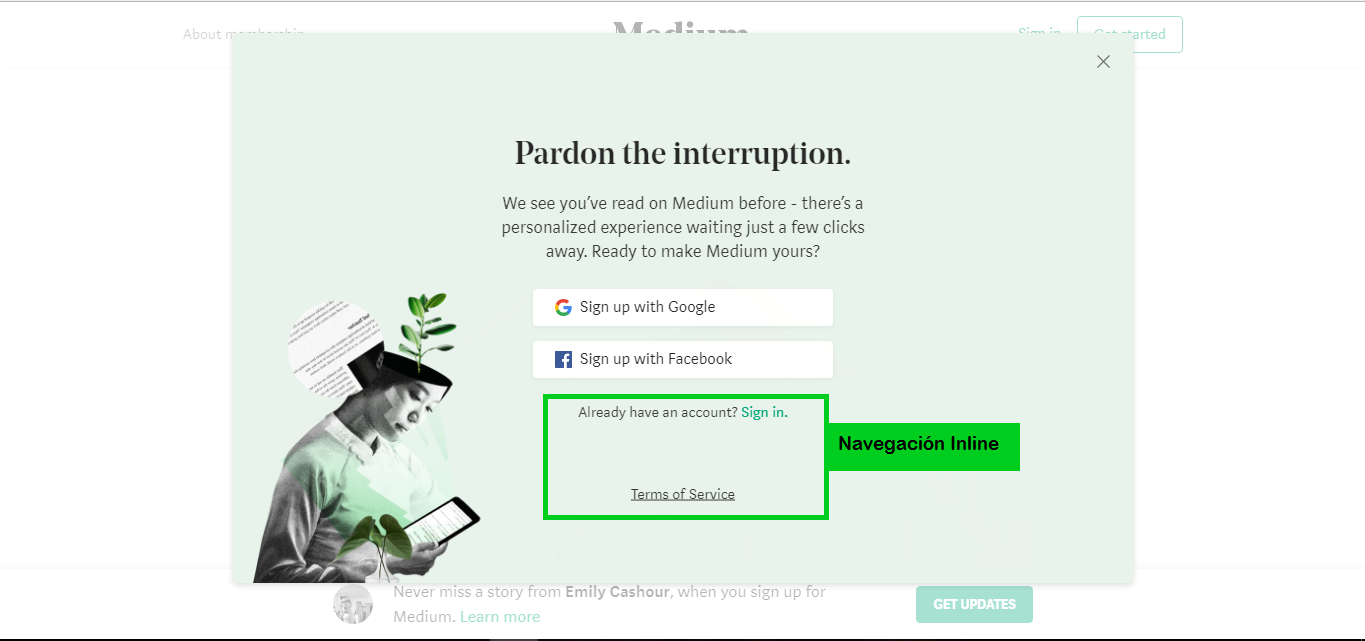 About membership
Medium
Sign in
Get started
Pardon the interruption.
We see you’ve read on Medium before - there’s a
personalized experience waiting just a few clicks
away. Ready to make Medium yours?
Sign up with Google
Sign up with Facebook
Already have an account? Sign in.
Navegación Inline
Terms of Service
Never miss a story from Emily Cashour, when you sign up for
Medium. Learn more
GET UPDATES